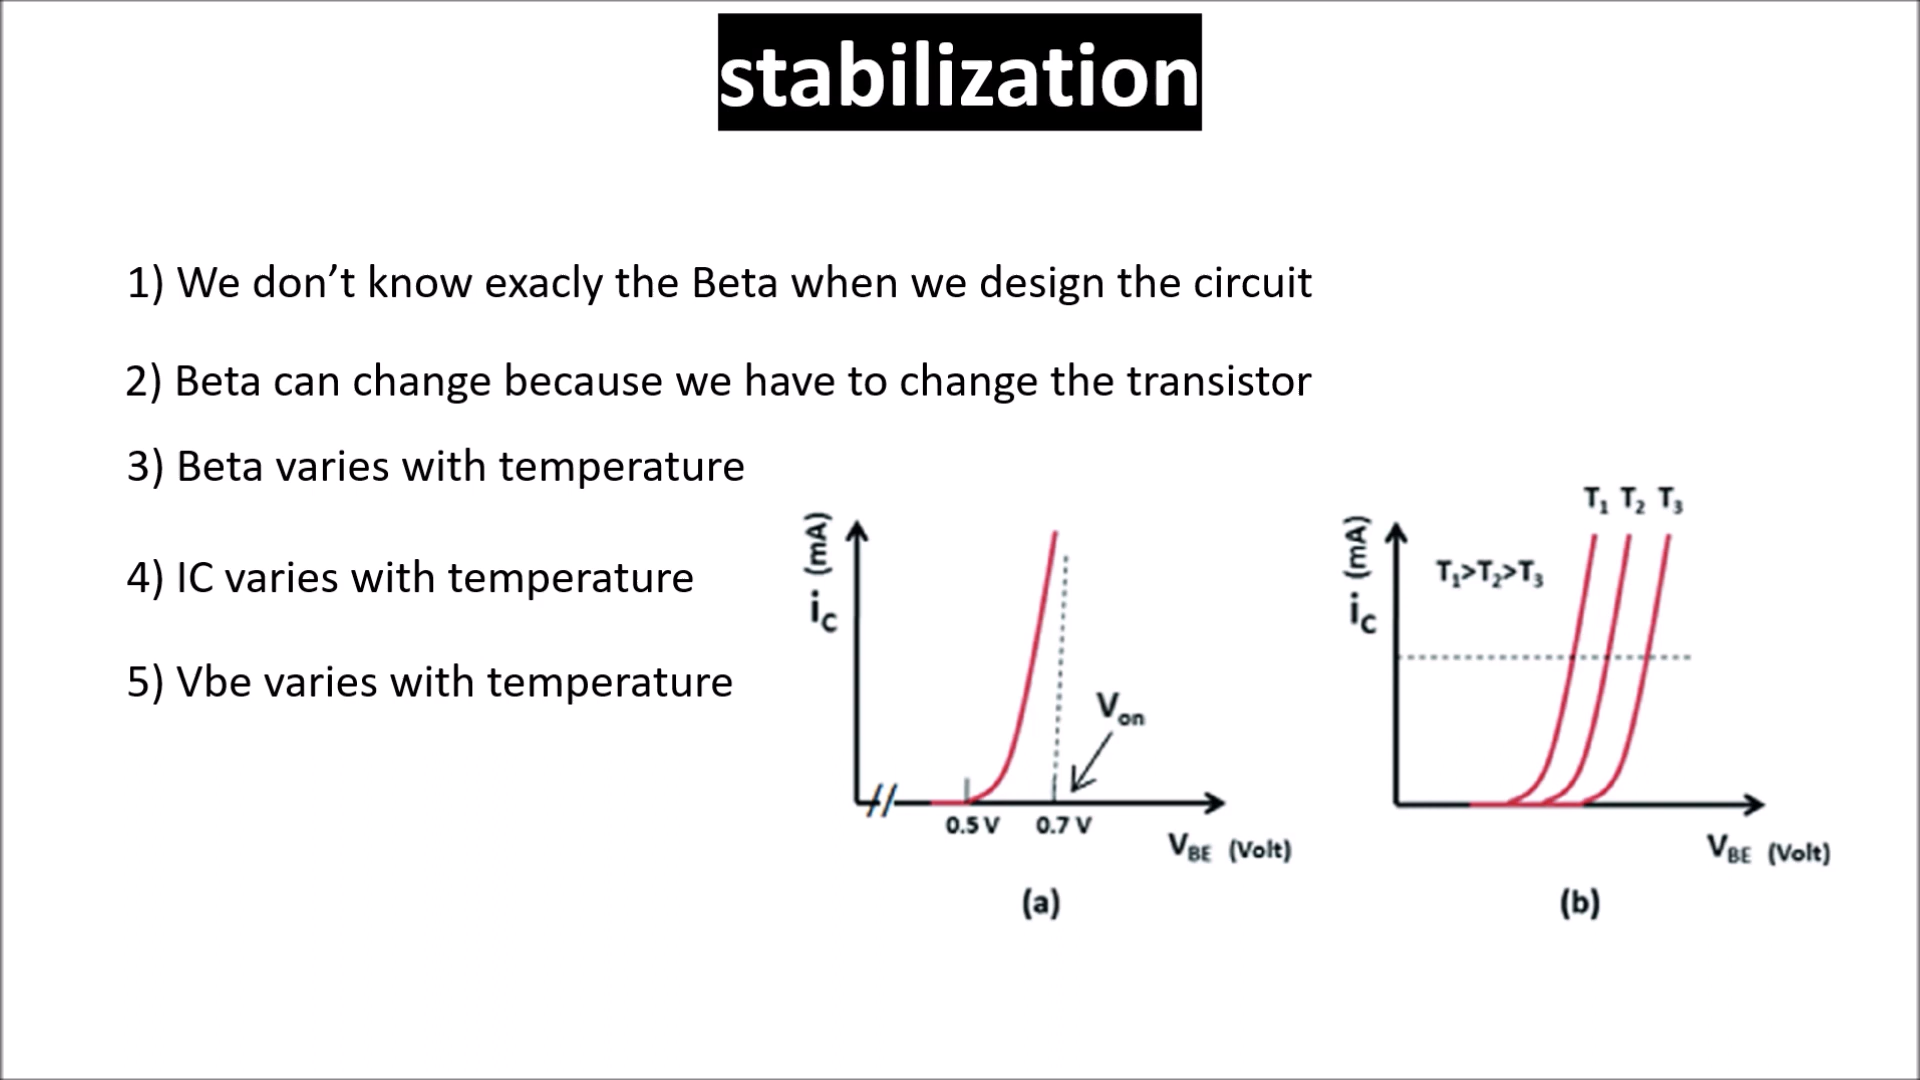 stabilization
1) We don’t know exacly the Beta when we design the circuit
2) Beta can change because we have to change the transistor
3) Beta varies with temperature
4) IC varies with temperature
5) Vbe varies with temperature
iC (mA)
Von
0.5 V 0.7 V
VBE (Volt)
(a)
iC (mA)
T1 T2 T3
T1>T2>T3
VBE (Volt)
(b)